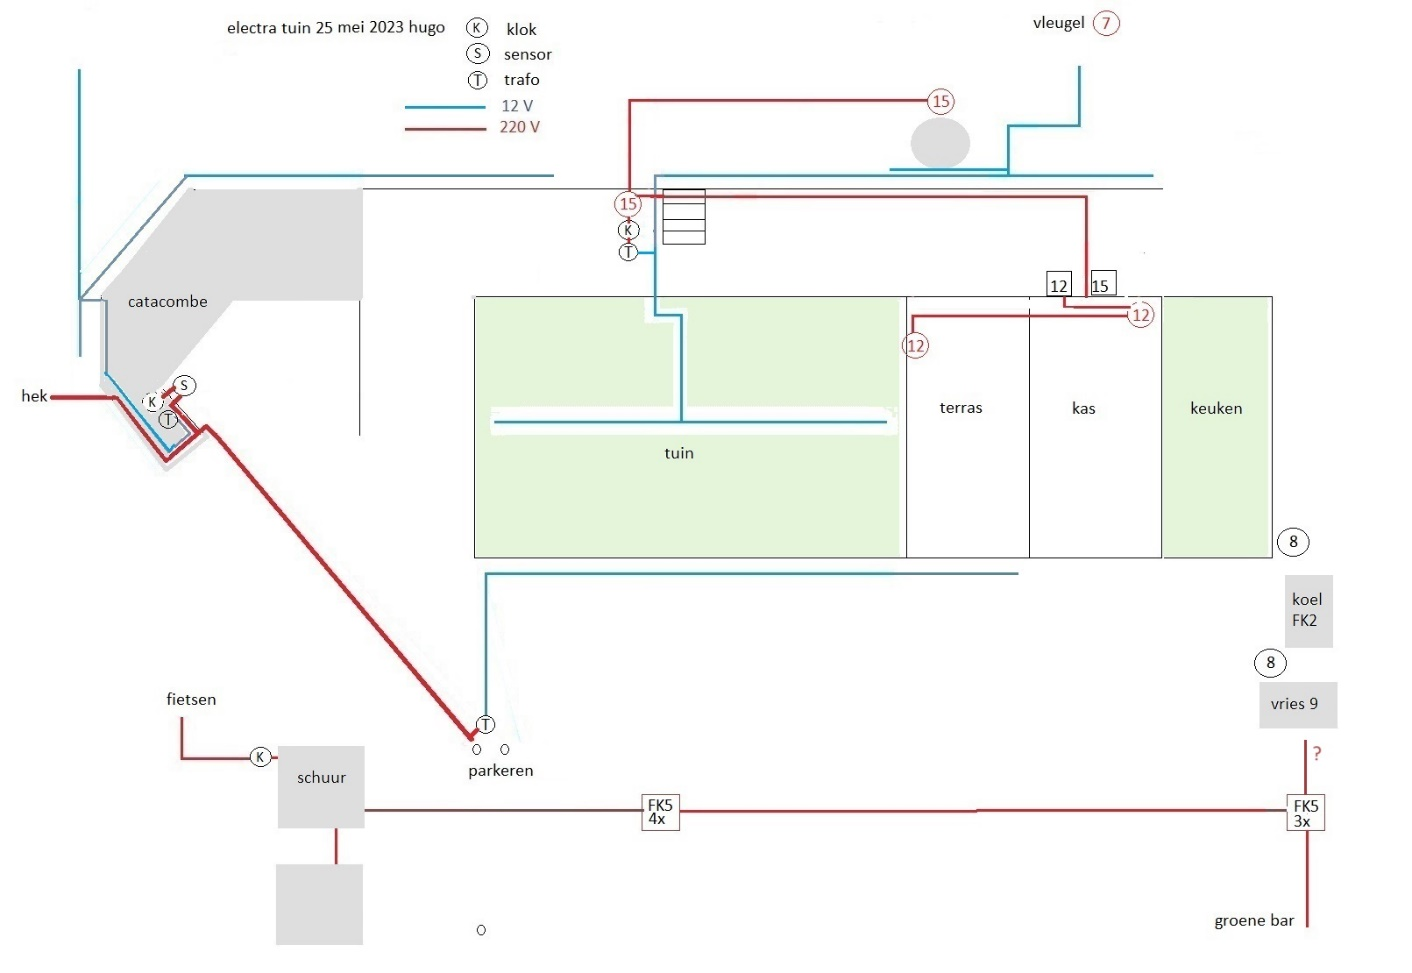 electra tuin 25 mei 2023 hugo
K klok
S sensor
T trafo
12 V
220 V
vleugel 7
15
15
K
T
12
15
12
12
catacombe
hek
K
S
T
terras
kas
keuken
tuin
8
koel
FK2
8
vries 9
?
fietsen
K
schuur
T
parkeren
FK5
4x
FK5
3x
groene bar